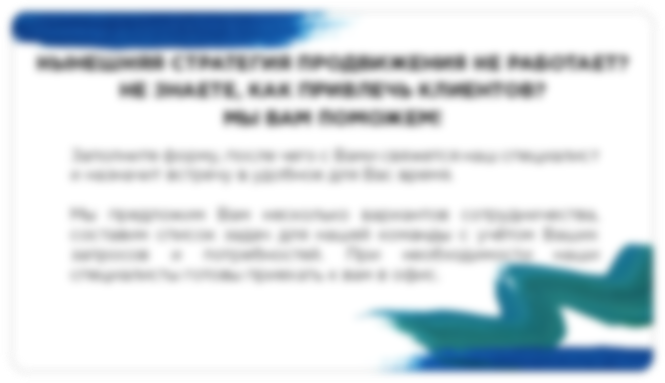 НЫНЕШНЯЯ СТРАТЕГИЯ ПРОДВИЖЕНИЯ НЕ РАБОТАЕТ?
НЕ ЗНАЕТЕ, КАК ПРИВЛЕЧЬ КЛИЕНТОВ?
МЫ ВАМ ПОМОЖЕМ!
Заполните форму, после чего с Вами свяжется наш специалист
и назначит встречу в удобное для Вас время.
Мы предложим Вам несколько вариантов сотрудничества,
составим список задач для нашей команды с учётом Ваших
запросов и потребностей. При необходимости наши
специалисты готовы приехать к вам в офис.